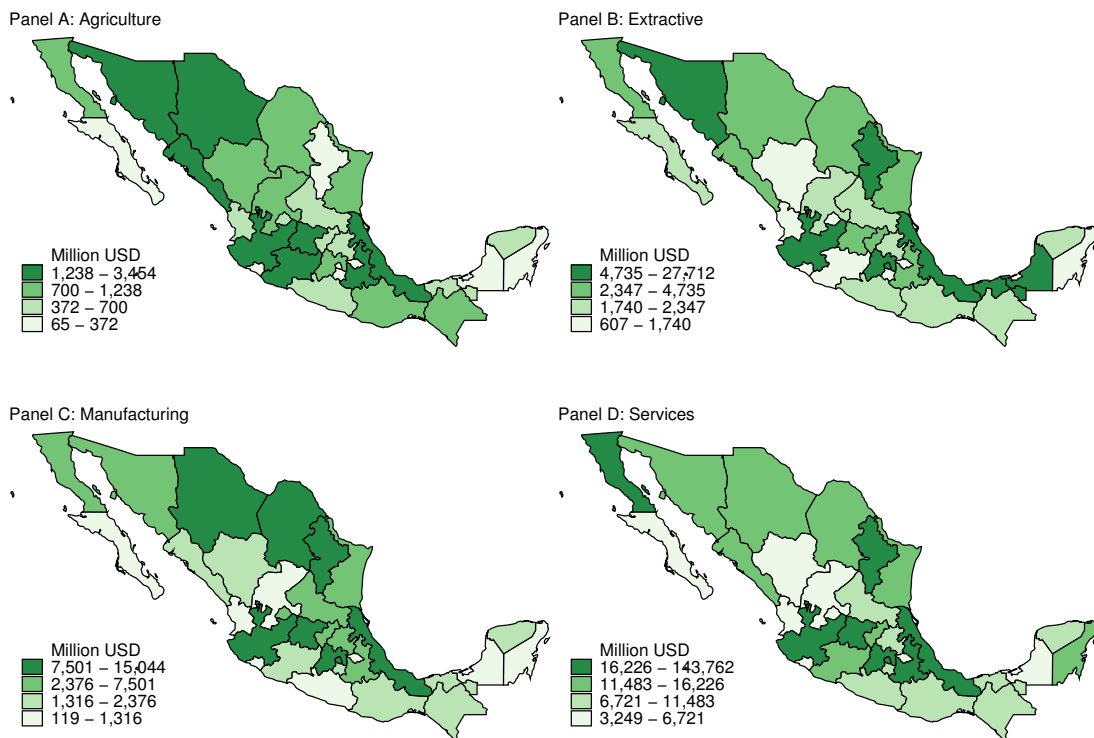 Panel A: Agriculture
Million USD
1,238 – 3,454
700 – 1,238
372 – 700
65 – 372
Panel B: Extractive
Million USD
4,735 – 27,712
2,347 – 4,735
1,740 – 2,347
607 – 1,740
Panel C: Manufacturing
Million USD
7,501 – 15,044
2,376 – 7,501
1,316 – 2,376
119 – 1,316
Panel D: Services
Million USD
16,226 – 143,762
11,483 – 16,226
6,721 – 11,483
3,249 – 6,721